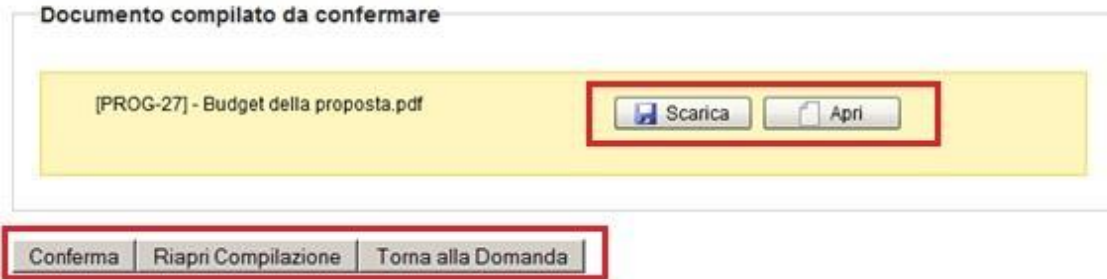 Documento compilato da confermare
[PROG-27] - Budget della proposta.pdf Scarica Apri
Conferma Riapri Compilazione Torna alla Domanda